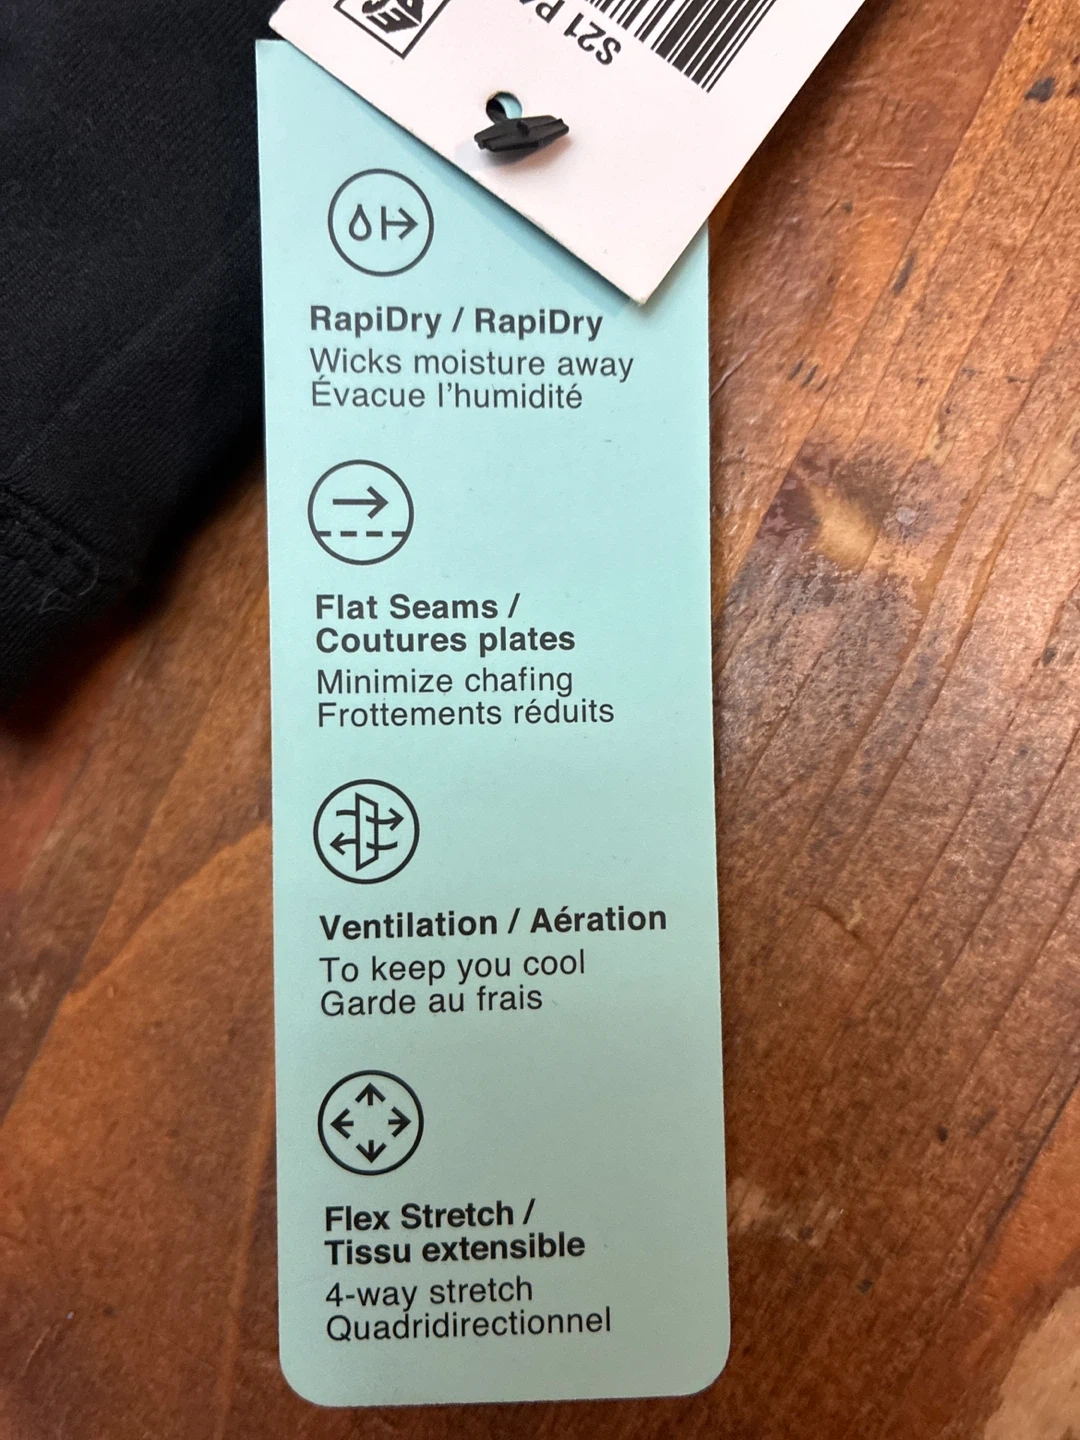 S21
RapiDry / RapiDry
Wicks moisture away
Évacue l'humidité
Flat Seams /
Coutures plates
Minimize chafing
Frottements réduits
Ventilation / Aération
To keep you cool
Garde au frais
Flex Stretch /
Tissu extensible
4-way stretch
Quadridirectionnel